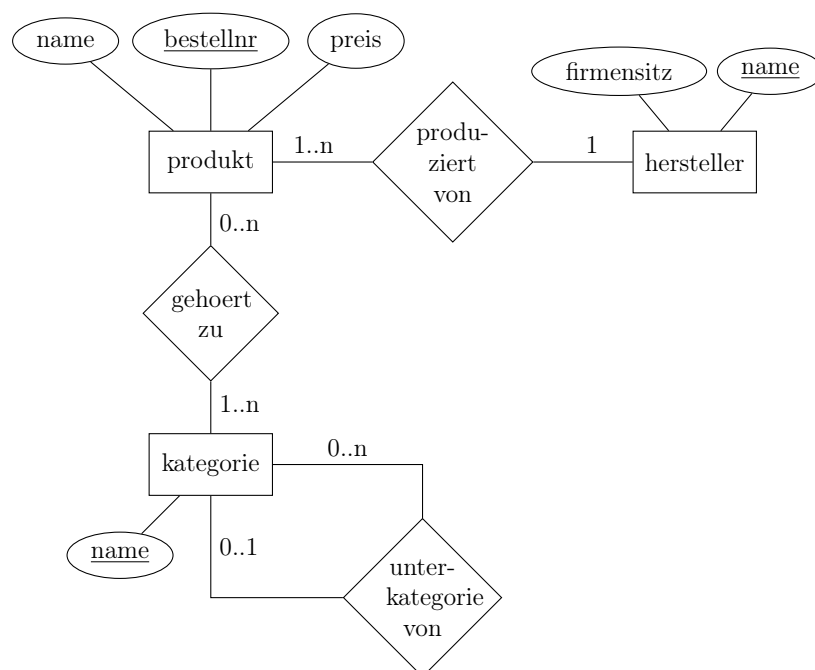 name
bestellnr
preis
firmensitz
name
produkt
1..n
produ-
ziert
von
1
hersteller
0..n
gehoert
zu
1..n
kategorie
0..n
name
0..1
unter-
kategorie
von